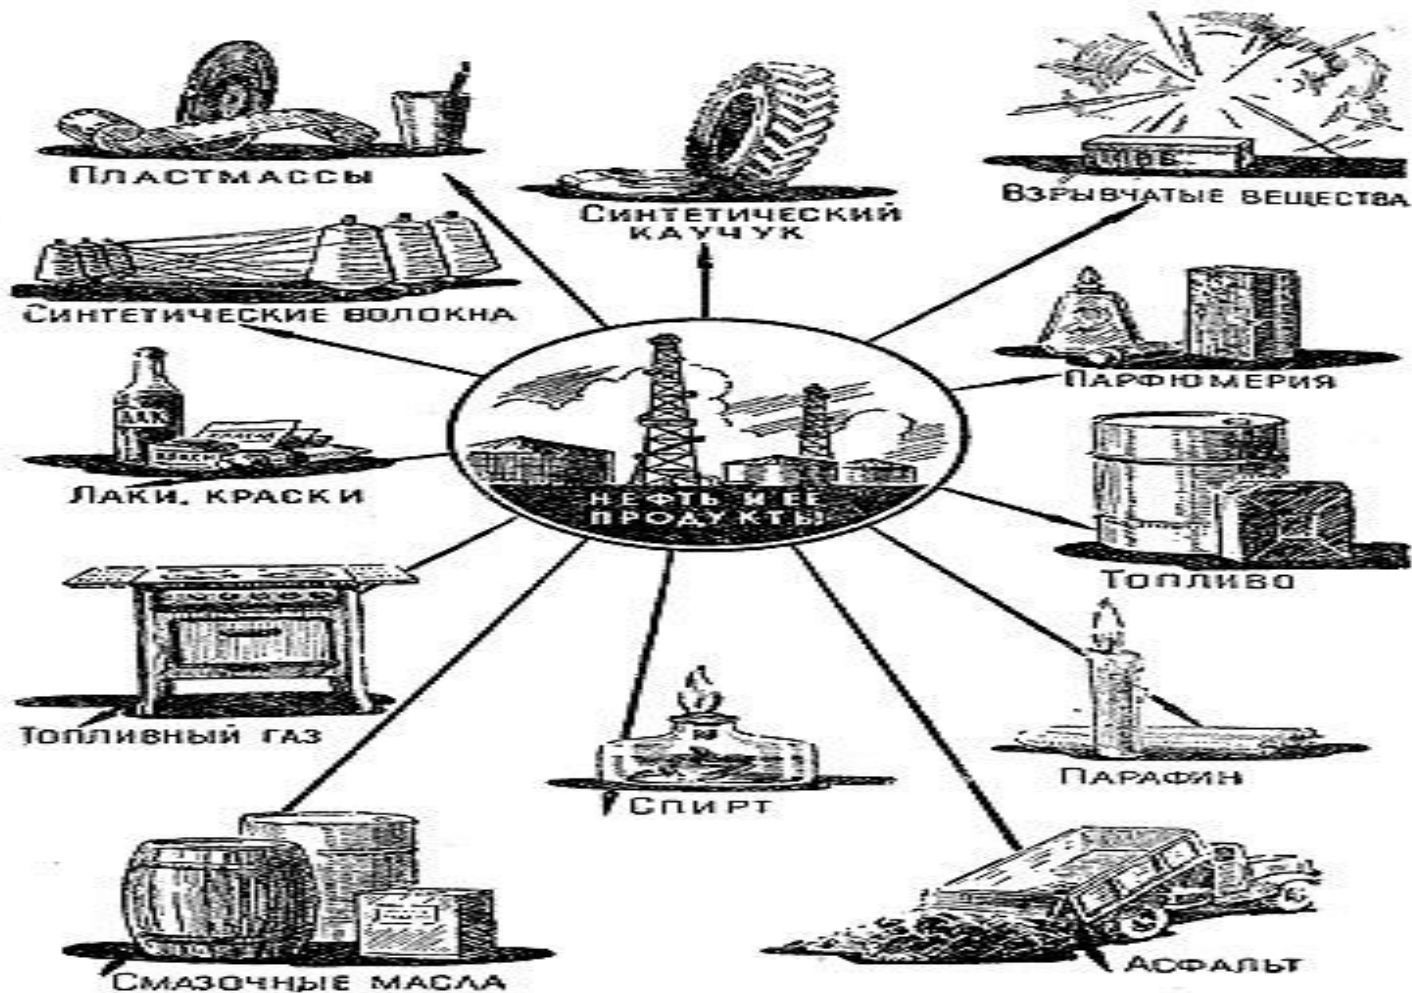 Пластмассы
Синтетический
каучук
Взрывчатые вещества
Синтетические волокна
Парфюмерия
ЛАК
Лаки, краски
Нефть и ее
продукты
Топливо
Топливный газ
Парафин
Спирт
Смазочные масла
Асфальт